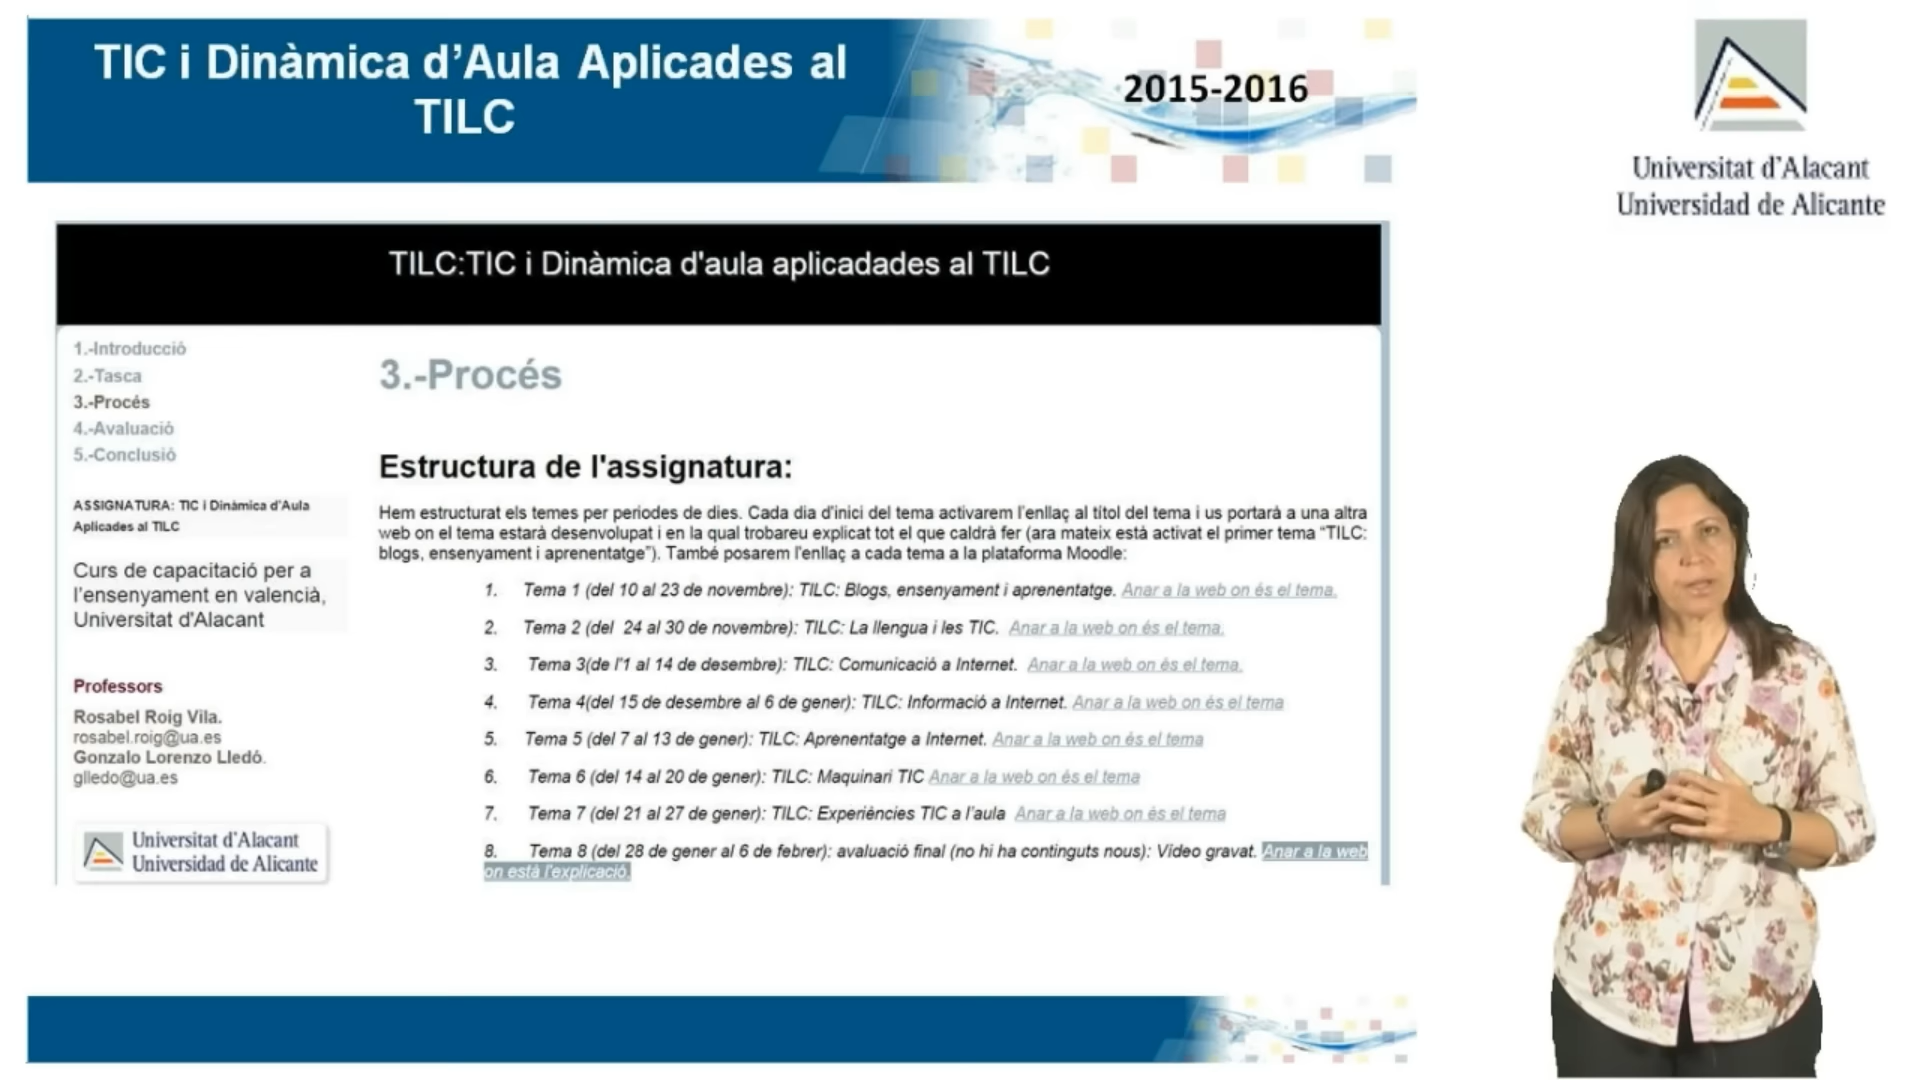 TIC i Dinàmica d'Aula Aplicades al
TILC
2015-2016
Universitat d'Alacant
Universidad de Alicante
TILC:TIC i Dinàmica d'aula aplicadades al TILC
1.-Introducció
2.-Tasca
3.-Procés
4.-Avaluació
5.-Conclusió
ASSIGNATURA: TIC i Dinàmica d'Aula
Aplicades al TILC
Curs de capacitació per a
l'ensenyament en valencià,
Universitat d'Alacant
Professors
Rosabel Roig Vila.
rosabel.roig@ua.es
Gonzalo Lorenzo Lledó.
glledo@ua.es
Universitat d'Alacant
Universidad de Alicante
3.-Procés
Estructura de l'assignatura:
Hem estructurat els temes per periodes de dies. Cada dia d'inici del tema activarem l'enllaç al títol del tema i us portarà a una altra
web on el tema estarà desenvolupat i en la qual trobareu explicat tot el que caldrà fer (ara mateix està activat el primer tema "TILC:
blogs, ensenyament i aprenentatge"). També posarem l'enllaç a cada tema a la plataforma Moodle:
1. Tema 1 (del 10 al 23 de novembre): TILC: Blogs, ensenyament i aprenentatge. Anar a la web on és el tema.
2. Tema 2 (del 24 al 30 de novembre): TILC: La llengua i les TIC. Anar a la web on és el tema.
3. Tema 3(de l'1 al 14 de desembre): TILC: Comunicació a Internet. Anar a la web on és el tema.
4. Tema 4(del 15 de desembre al 6 de gener): TILC: Informació a Internet. Anar a la web on és el tema
5. Tema 5 (del 7 al 13 de gener): TILC: Aprenentatge a Internet. Anar a la web on és el tema
6. Tema 6 (del 14 al 20 de gener): TILC: Maquinari TIC Anar a la web on és el tema
7. Tema 7 (del 21 al 27 de gener): TILC: Experiències TIC a l'aula Anar a la web on és el tema
8. Tema 8 (del 28 de gener al 6 de febrer): avaluació final (no hi ha continguts nous): Vídeo gravat. Anar a la web
on està l'explicació.